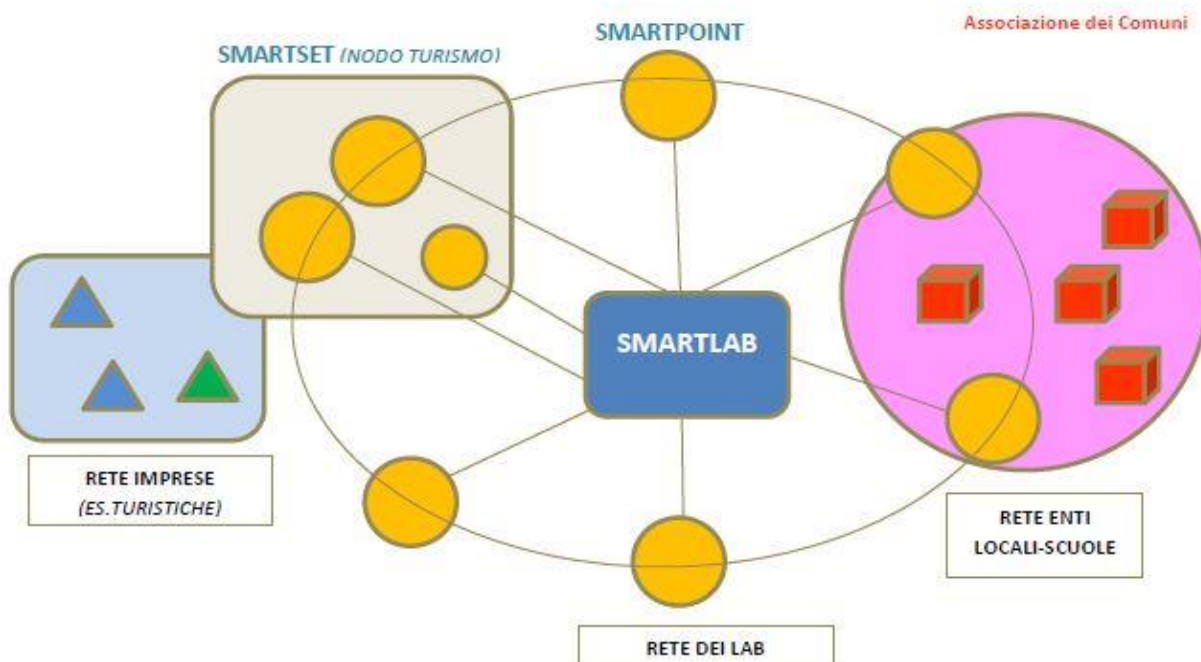 Associazione dei Comuni
SMARTPOINT
SMARTSET (NODO TURISMO)
SMARTLAB
RETE IMPRESE
(ES.TURISTICHE)
RETE ENTI
LOCALI-SCUOLE
RETE DEI LAB